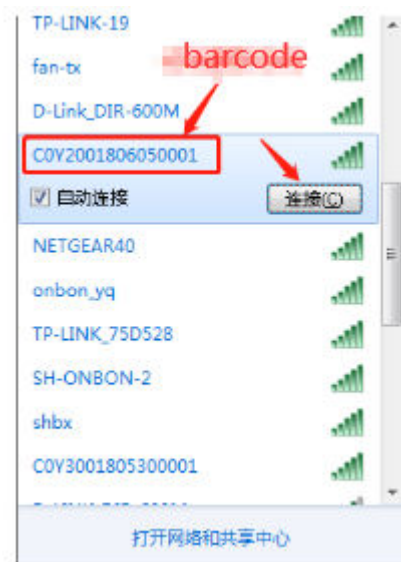 TP-LINK-19
fan-tx
barcode
D-Link_DIR-600M
C0Y2001806050001
自动连接
连接(C)
NETGEAR40
onbon_yq
TP-LINK_75D528
SH-ONBON-2
shbx
C0Y3001805300001
打开网络和共享中心